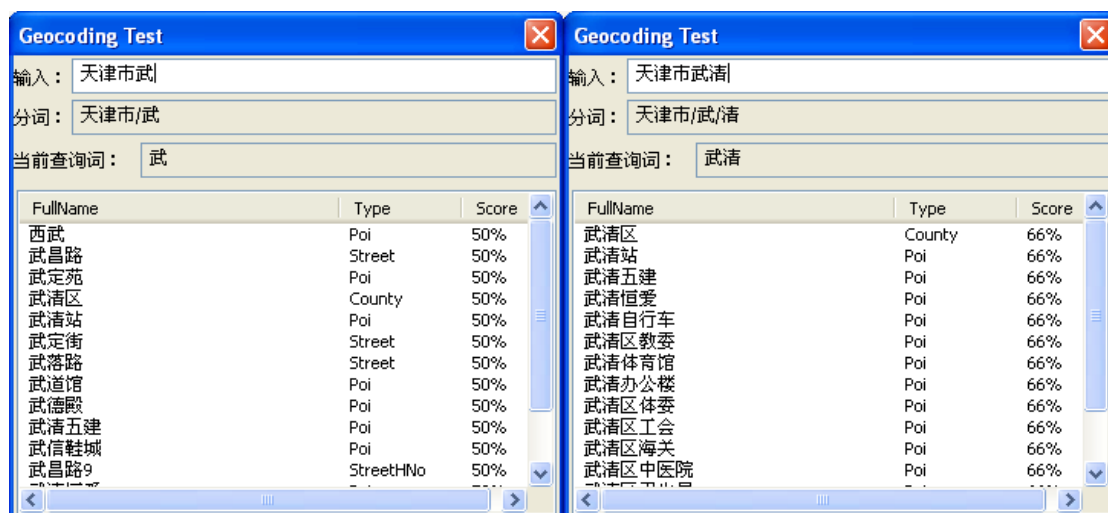 Geocoding Test
输入： 天津市武
分词： 天津市/武
当前查询词： 武
FullName Type Score
西武 Poi 50%
武昌路 Street 50%
武定苑 Poi 50%
武清区 County 50%
武清站 Poi 50%
武定街 Street 50%
武落路 Street 50%
武道馆 Poi 50%
武德殿 Poi 50%
武清五建 Poi 50%
武信鞋城 Poi 50%
武昌路9 StreetHNo 50%
Geocoding Test
输入： 天津市武清
分词： 天津市/武/清
当前查询词： 武清
FullName Type Score
武清区 County 66%
武清站 Poi 66%
武清五建 Poi 66%
武清恒爱 Poi 66%
武清自行车 Poi 66%
武清区教委 Poi 66%
武清体育馆 Poi 66%
武清办公楼 Poi 66%
武清区体委 Poi 66%
武清区工会 Poi 66%
武清区海关 Poi 66%
武清区中医院 Poi 66%